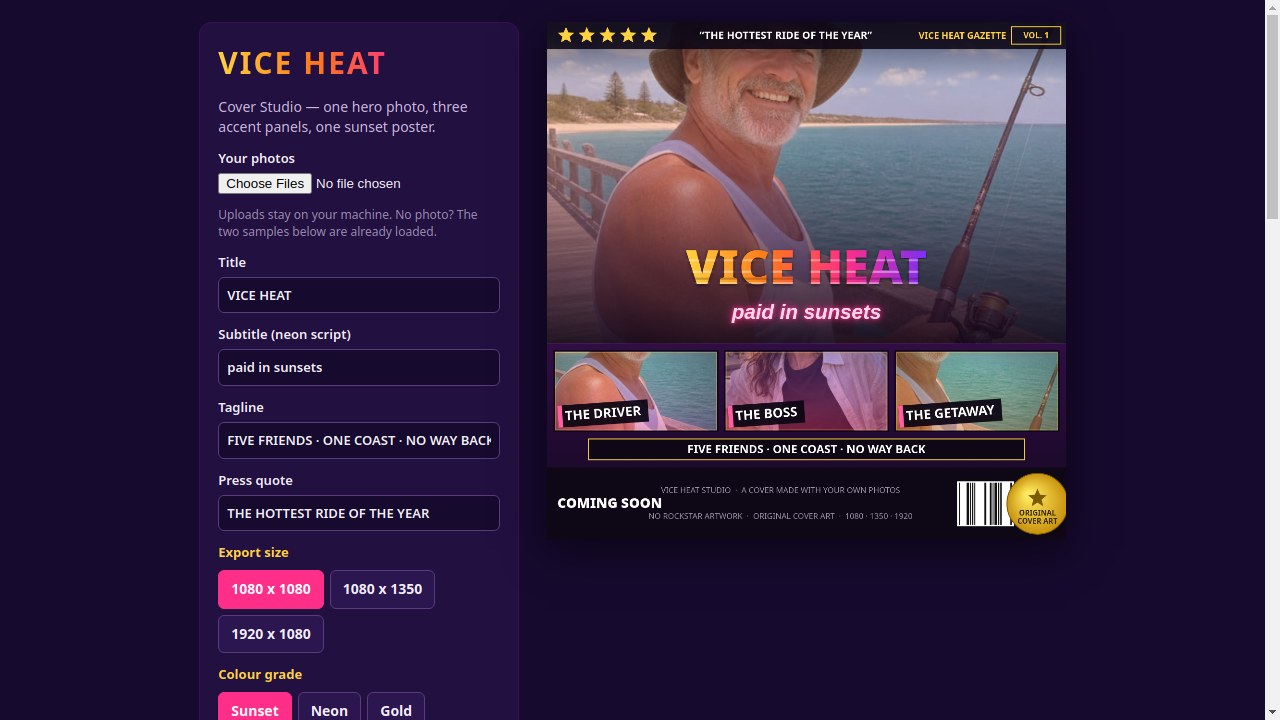 VICE HEAT
Cover Studio — one hero photo, three
accent panels, one sunset poster.
Your photos
Choose Files No file chosen
Uploads stay on your machine. No photo? The
two samples below are already loaded.
Title
VICE HEAT
Subtitle (neon script)
paid in sunsets
Tagline
FIVE FRIENDS · ONE COAST · NO WAY BACK
Press quote
THE HOTTEST RIDE OF THE YEAR
Export size
1080 x 1080
1080 x 1350
1920 x 1080
Colour grade
Sunset
Neon
Gold
“THE HOTTEST RIDE OF THE YEAR”
VICE HEAT GAZETTE
VOL. 1
VICE HEAT
paid in sunsets
THE DRIVER
THE BOSS
THE GETAWAY
FIVE FRIENDS · ONE COAST · NO WAY BACK
COMING SOON
VICE HEAT STUDIO · A COVER MADE WITH YOUR OWN PHOTOS
NO ROCKSTAR ARTWORK · ORIGINAL COVER ART · 1080 · 1350 · 1920
ORIGINAL
COVER ART